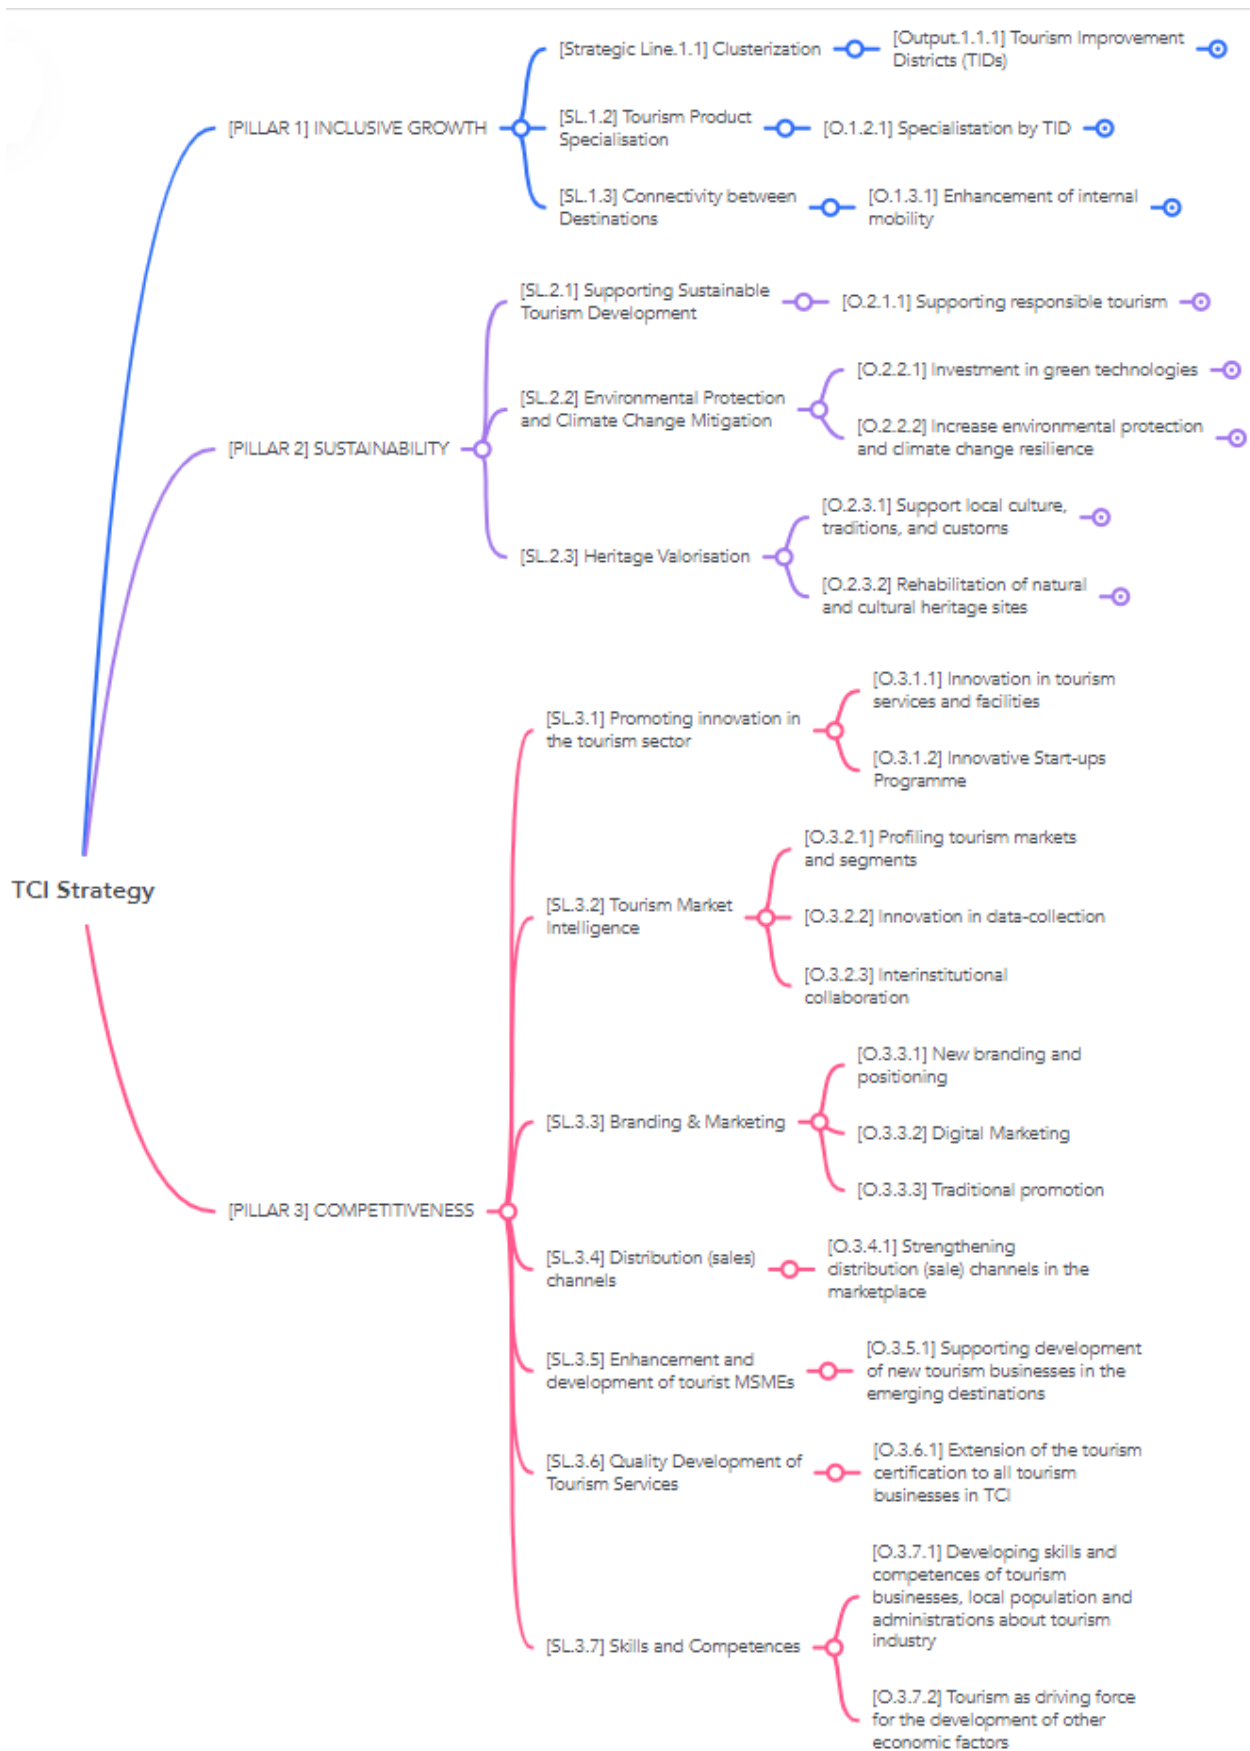 [Strategic Line.1.1] Clusterization
[Output.1.1.1] Tourism Improvement
Districts (TIDs)
[PILLAR 1] INCLUSIVE GROWTH
[SL.1.2] Tourism Product
Specialisation
[O.1.2.1] Specialistation by TID
[SL.1.3] Connectivity between
Destinations
[O.1.3.1] Enhancement of internal
mobility
[SL.2.1] Supporting Sustainable
Tourism Development
[O.2.1.1] Supporting responsible tourism
[PILLAR 2] SUSTAINABILITY
[SL.2.2] Environmental Protection
and Climate Change Mitigation
[O.2.2.1] Investment in green technologies
[O.2.2.2] Increase environmental protection
and climate change resilience
[SL.2.3] Heritage Valorisation
[O.2.3.1] Support local culture,
traditions, and customs
[O.2.3.2] Rehabilitation of natural
and cultural heritage sites
TCI Strategy
[PILLAR 3] COMPETITIVENESS
[SL.3.1] Promoting innovation in
the tourism sector
[O.3.1.1] Innovation in tourism
services and facilities
[O.3.1.2] Innovative Start-ups
Programme
[SL.3.2] Tourism Market
Intelligence
[O.3.2.1] Profiling tourism markets
and segments
[O.3.2.2] Innovation in data-collection
[O.3.2.3] Interinstitutional
collaboration
[SL.3.3] Branding & Marketing
[O.3.3.1] New branding and
positioning
[O.3.3.2] Digital Marketing
[O.3.3.3] Traditional promotion
[SL.3.4] Distribution (sales)
channels
[O.3.4.1] Strengthening
distribution (sale) channels in the
marketplace
[SL.3.5] Enhancement and
development of tourist MSMEs
[O.3.5.1] Supporting development
of new tourism businesses in the
emerging destinations
[SL.3.6] Quality Development of
Tourism Services
[O.3.6.1] Extension of the tourism
certification to all tourism
businesses in TCI
[SL.3.7] Skills and Competences
[O.3.7.1] Developing skills and
competences of tourism
businesses, local population and
administrations about tourism
industry
[O.3.7.2] Tourism as driving force
for the development of other
economic factors